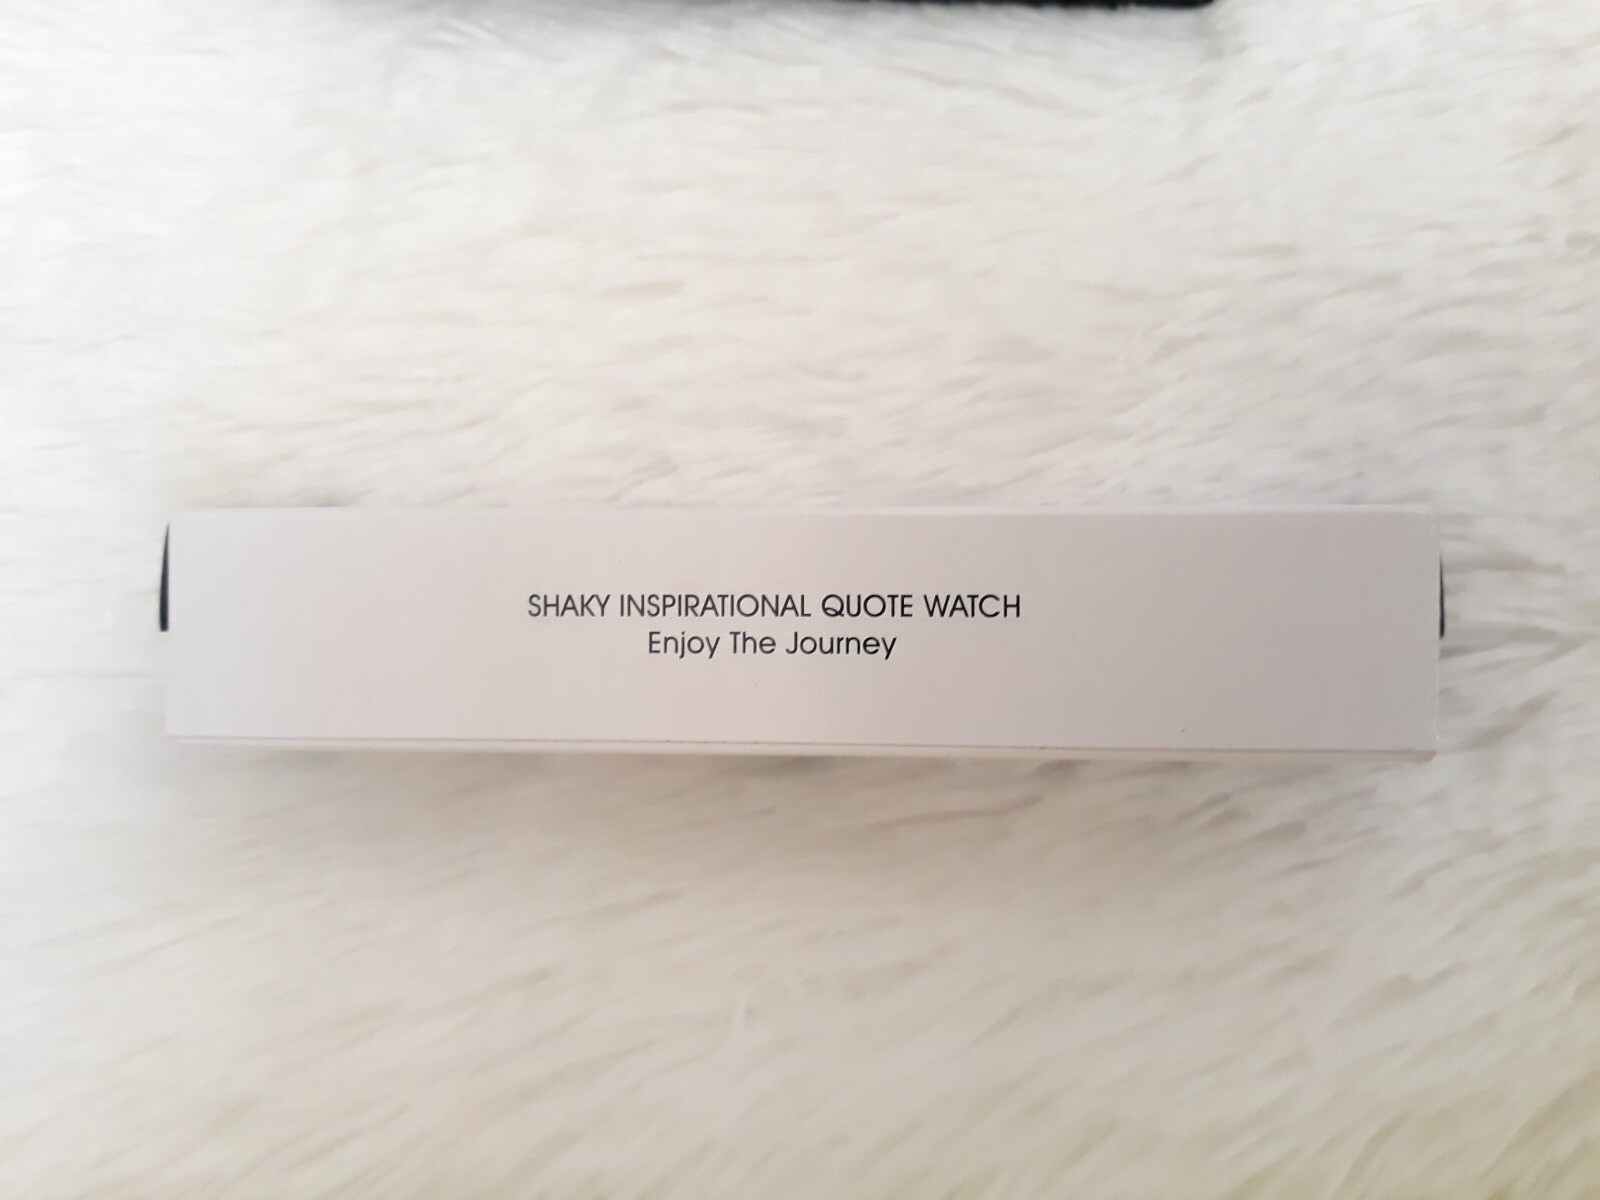 SHAKY INSPIRATIONAL QUOTE WATCH
Enjoy The Journey